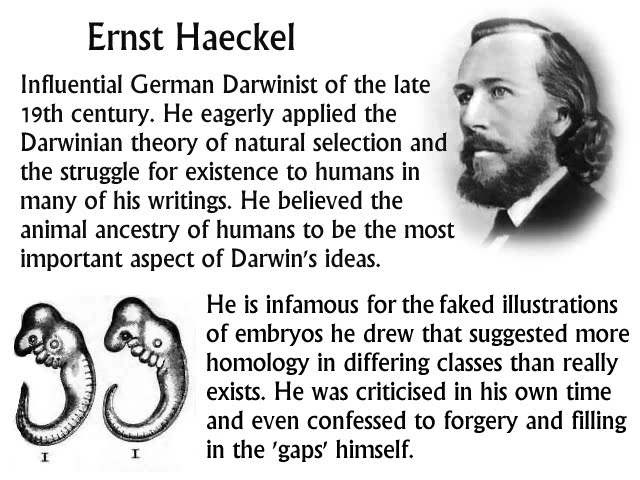 Ernst Haeckel
Influential German Darwinist of the late
19th century. He eagerly applied the
Darwinian theory of natural selection and
the struggle for existence to humans in
many of his writings. He believed the
animal ancestry of humans to be the most
important aspect of Darwin's ideas.
He is infamous for the faked illustrations
of embryos he drew that suggested more
homology in differing classes than really
exists. He was criticised in his own time
and even confessed to forgery and filling
in the 'gaps' himself.
I
I